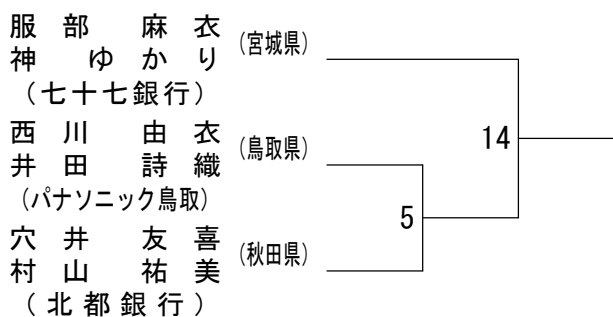 服部 麻衣
神 ゆかり
(宮城県)
(七十七銀行)
14
西川 由衣
井田 詩織
(鳥取県)
(パナソニック鳥取)
5
穴井 友喜
村山 祐美
(秋田県)
(北都銀行)